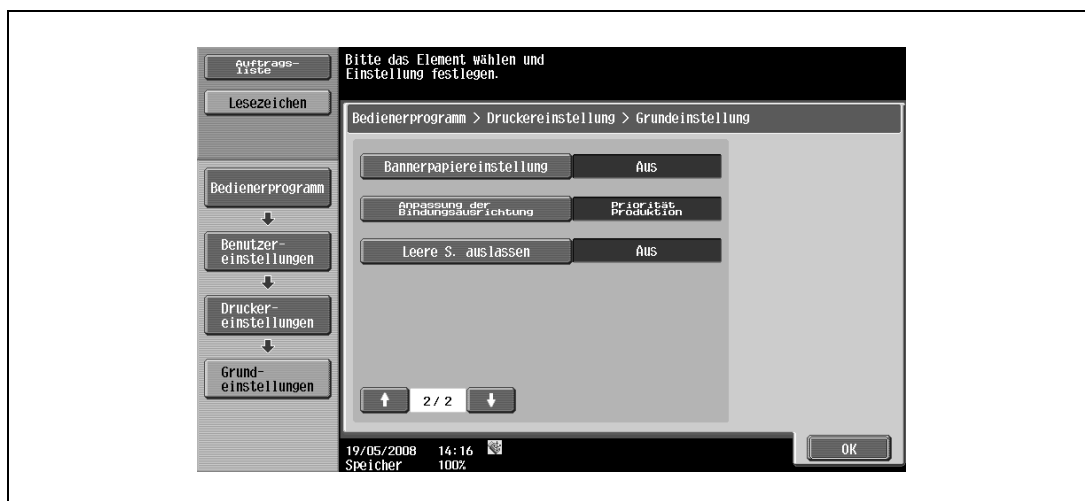 Auftrags-
liste
Lesezeichen
Bitte das Element wählen und
Einstellung festlegen.
Bedienerprogramm > Druckereinstellung > Grundeinstellung
Bedienerprogramm
Benutzer-
einstellungen
Drucker-
einstellungen
Grund-
einstellungen
Bannerpapiereinstellung
Aus
Anpassung der
Bindungsausrichtung
Priorität
Produktion
Leere S. auslassen
Aus
2/ 2
19/05/2008 14:16
Speicher 100%
OK